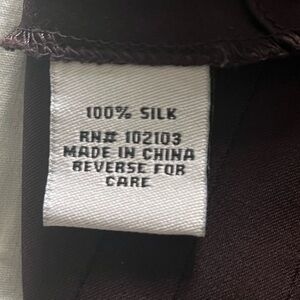 100% SILK
RN# 102103
MADE IN CHINA
REVERSE FOR
CARE